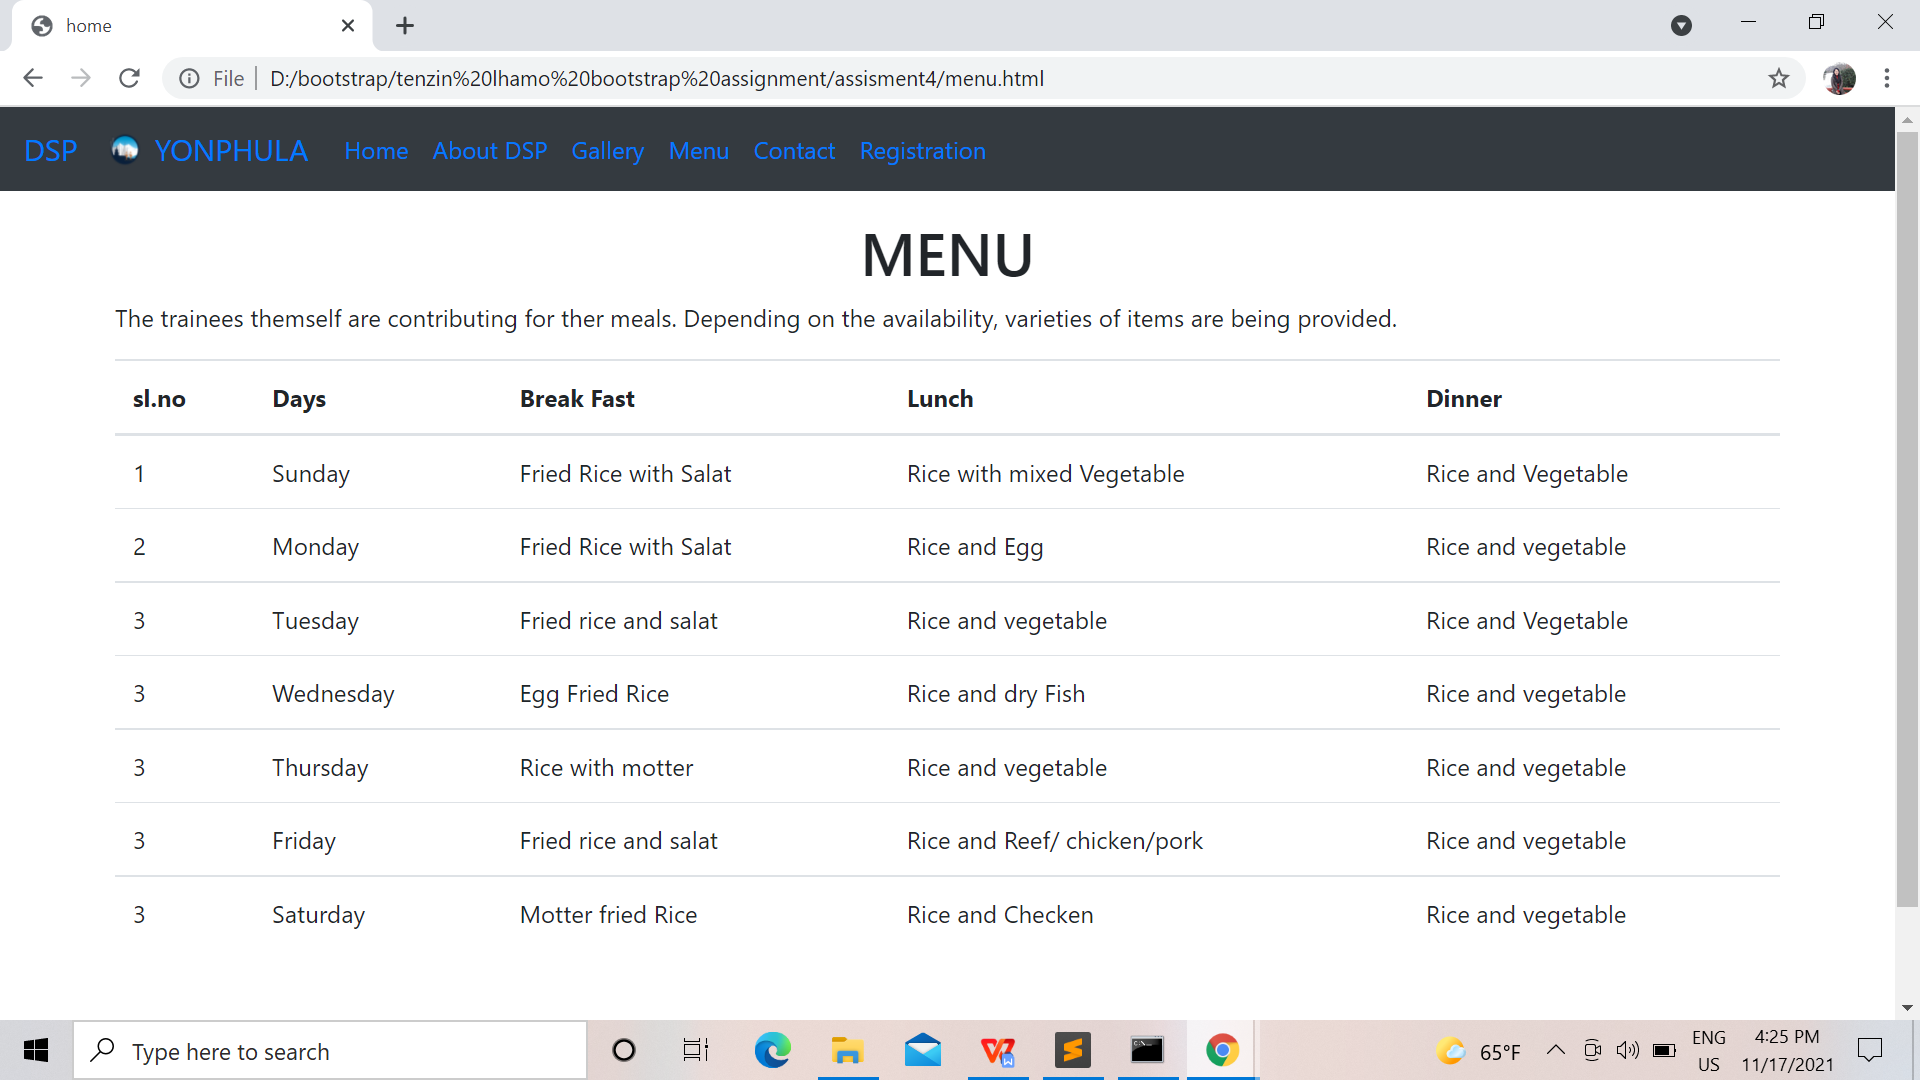 home
File D:/bootstrap/tenzin%20lhamo%20bootstrap%20assignment/assisment4/menu.html
DSP YONPHULA Home About DSP Gallery Menu Contact Registration
MENU
The trainees themself are contributing for ther meals. Depending on the availability, varieties of items are being provided.
sl.no Days Break Fast Lunch Dinner
1 Sunday Fried Rice with Salat Rice with mixed Vegetable Rice and Vegetable
2 Monday Fried Rice with Salat Rice and Egg Rice and vegetable
3 Tuesday Fried rice and salat Rice and vegetable Rice and Vegetable
3 Wednesday Egg Fried Rice Rice and dry Fish Rice and vegetable
3 Thursday Rice with motter Rice and vegetable Rice and vegetable
3 Friday Fried rice and salat Rice and Reef/ chicken/pork Rice and vegetable
3 Saturday Motter fried Rice Rice and Checken Rice and vegetable
Type here to search
65°F
ENG
US
4:25 PM
11/17/2021